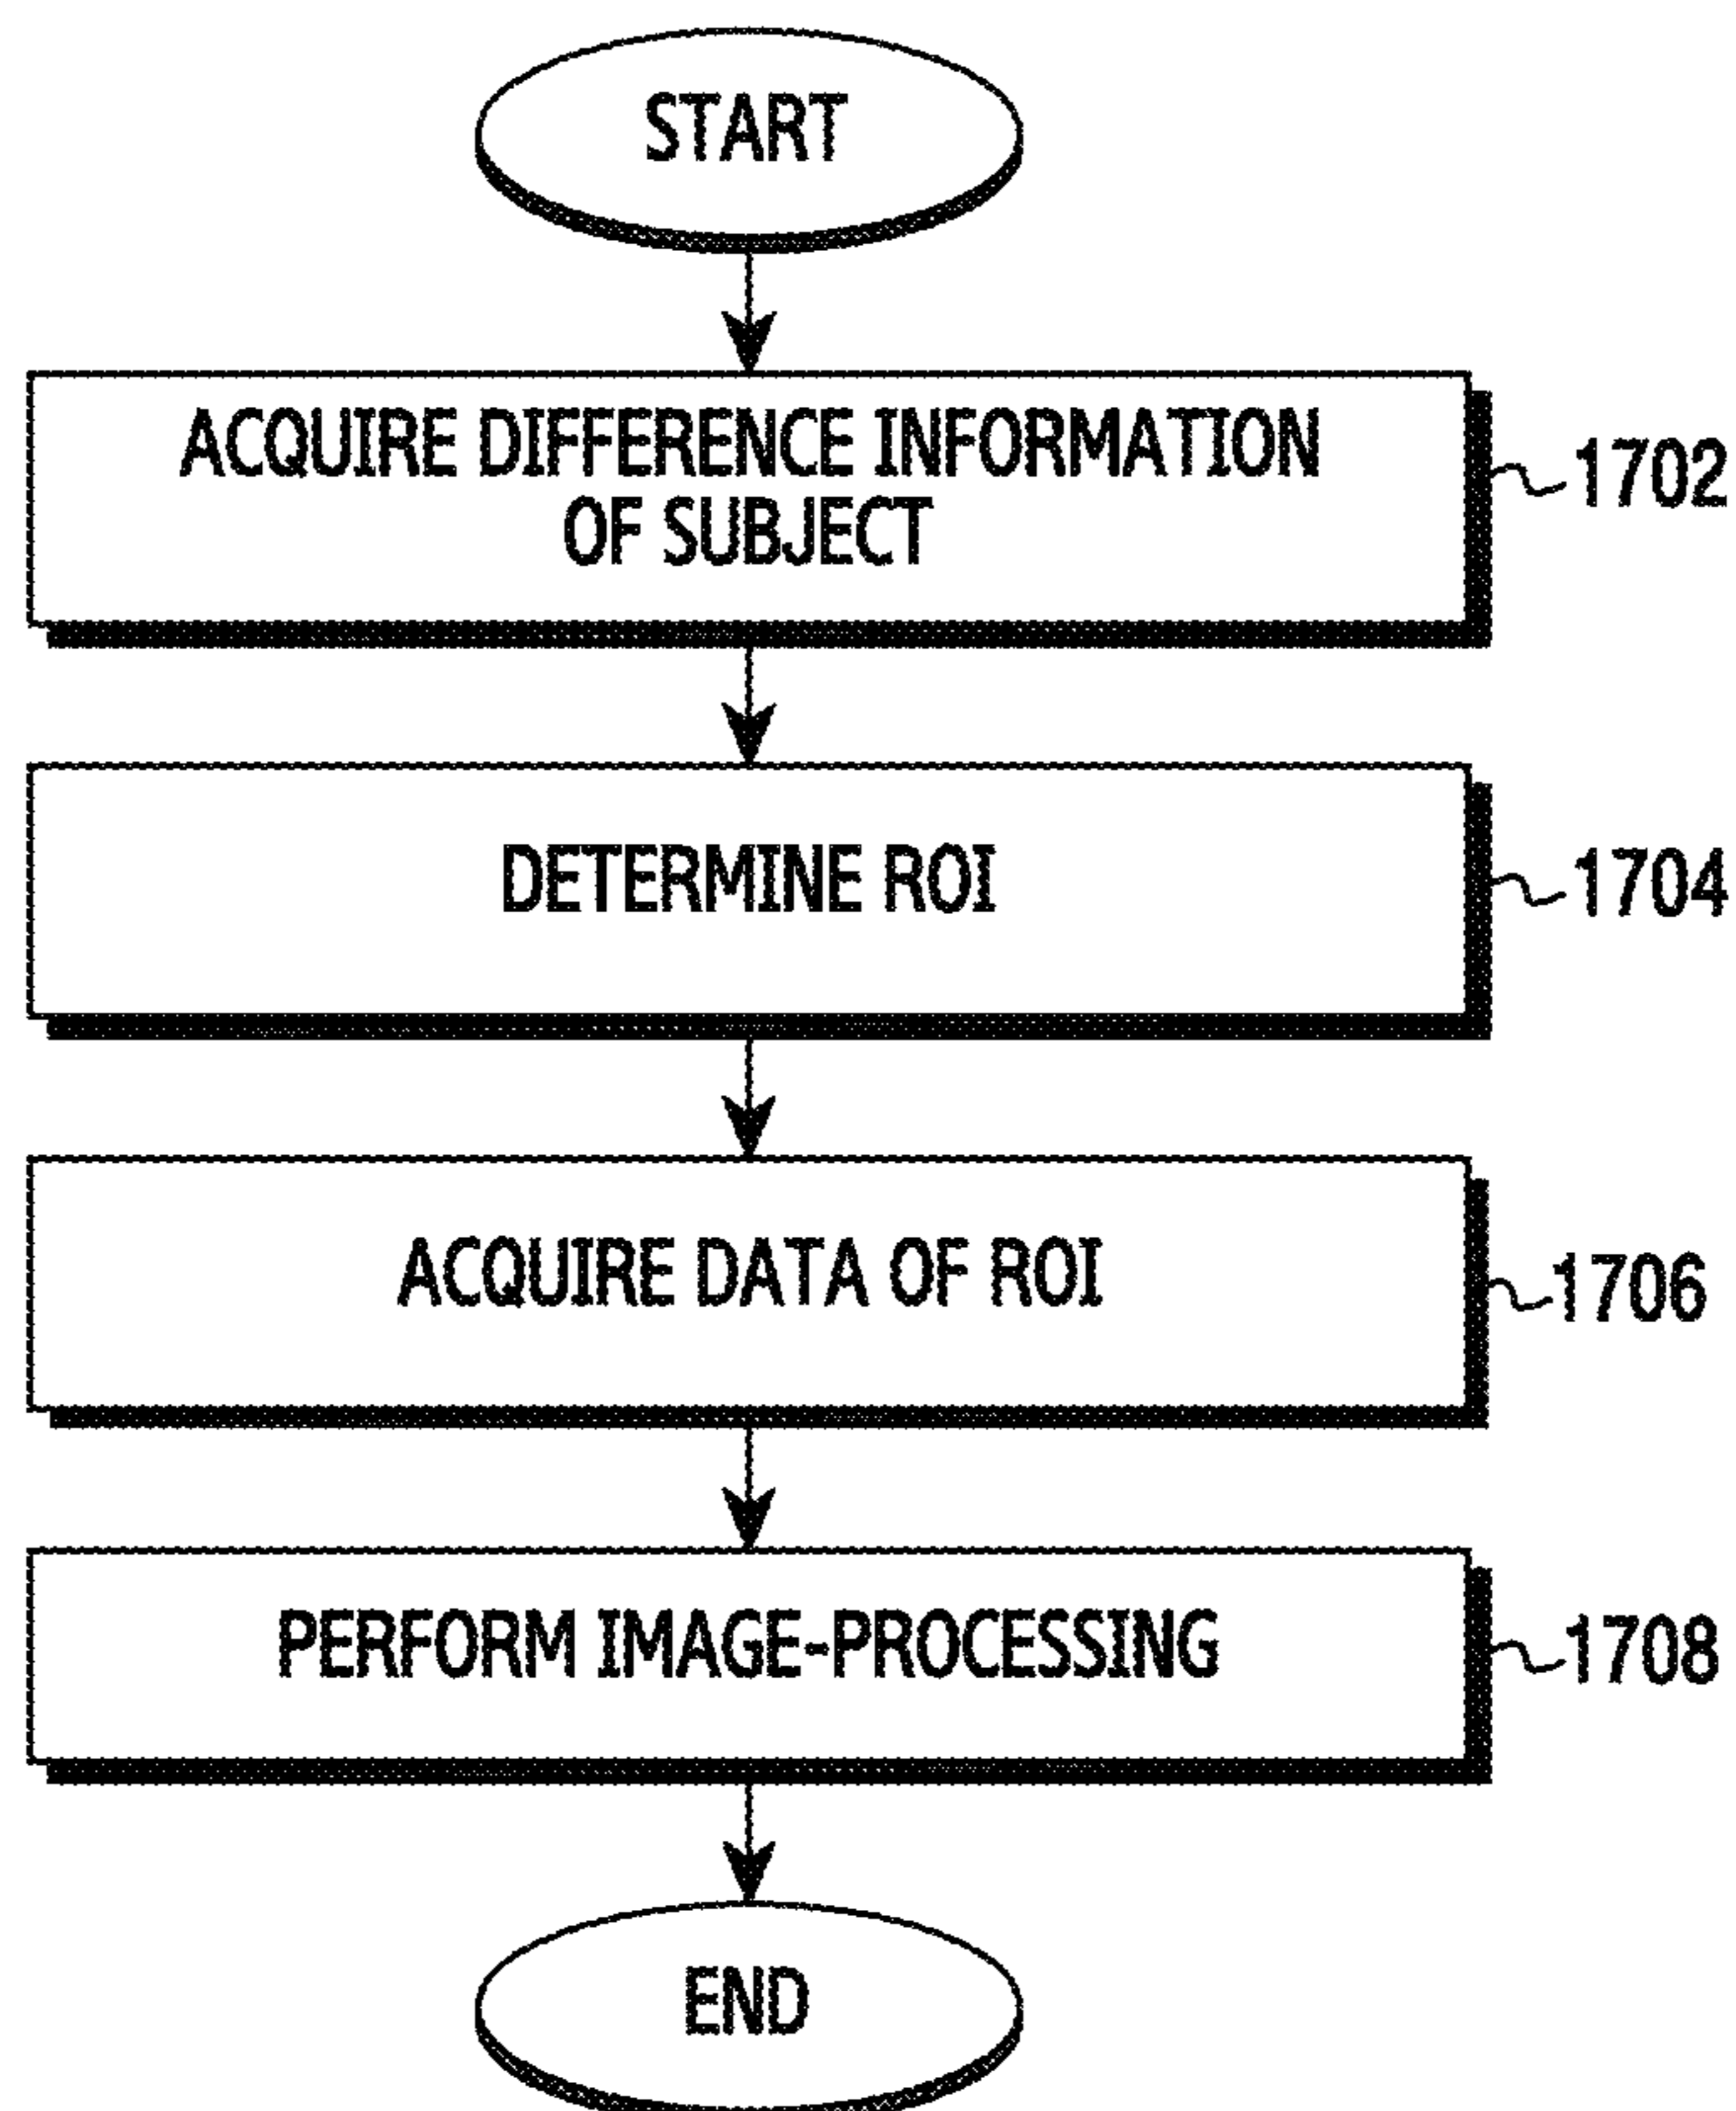 START
ACQUIRE DIFFERENCE INFORMATION
OF SUBJECT
1702
DETERMINE ROI
1704
ACQUIRE DATA OF ROI
1706
PERFORM IMAGE-PROCESSING
1708
END